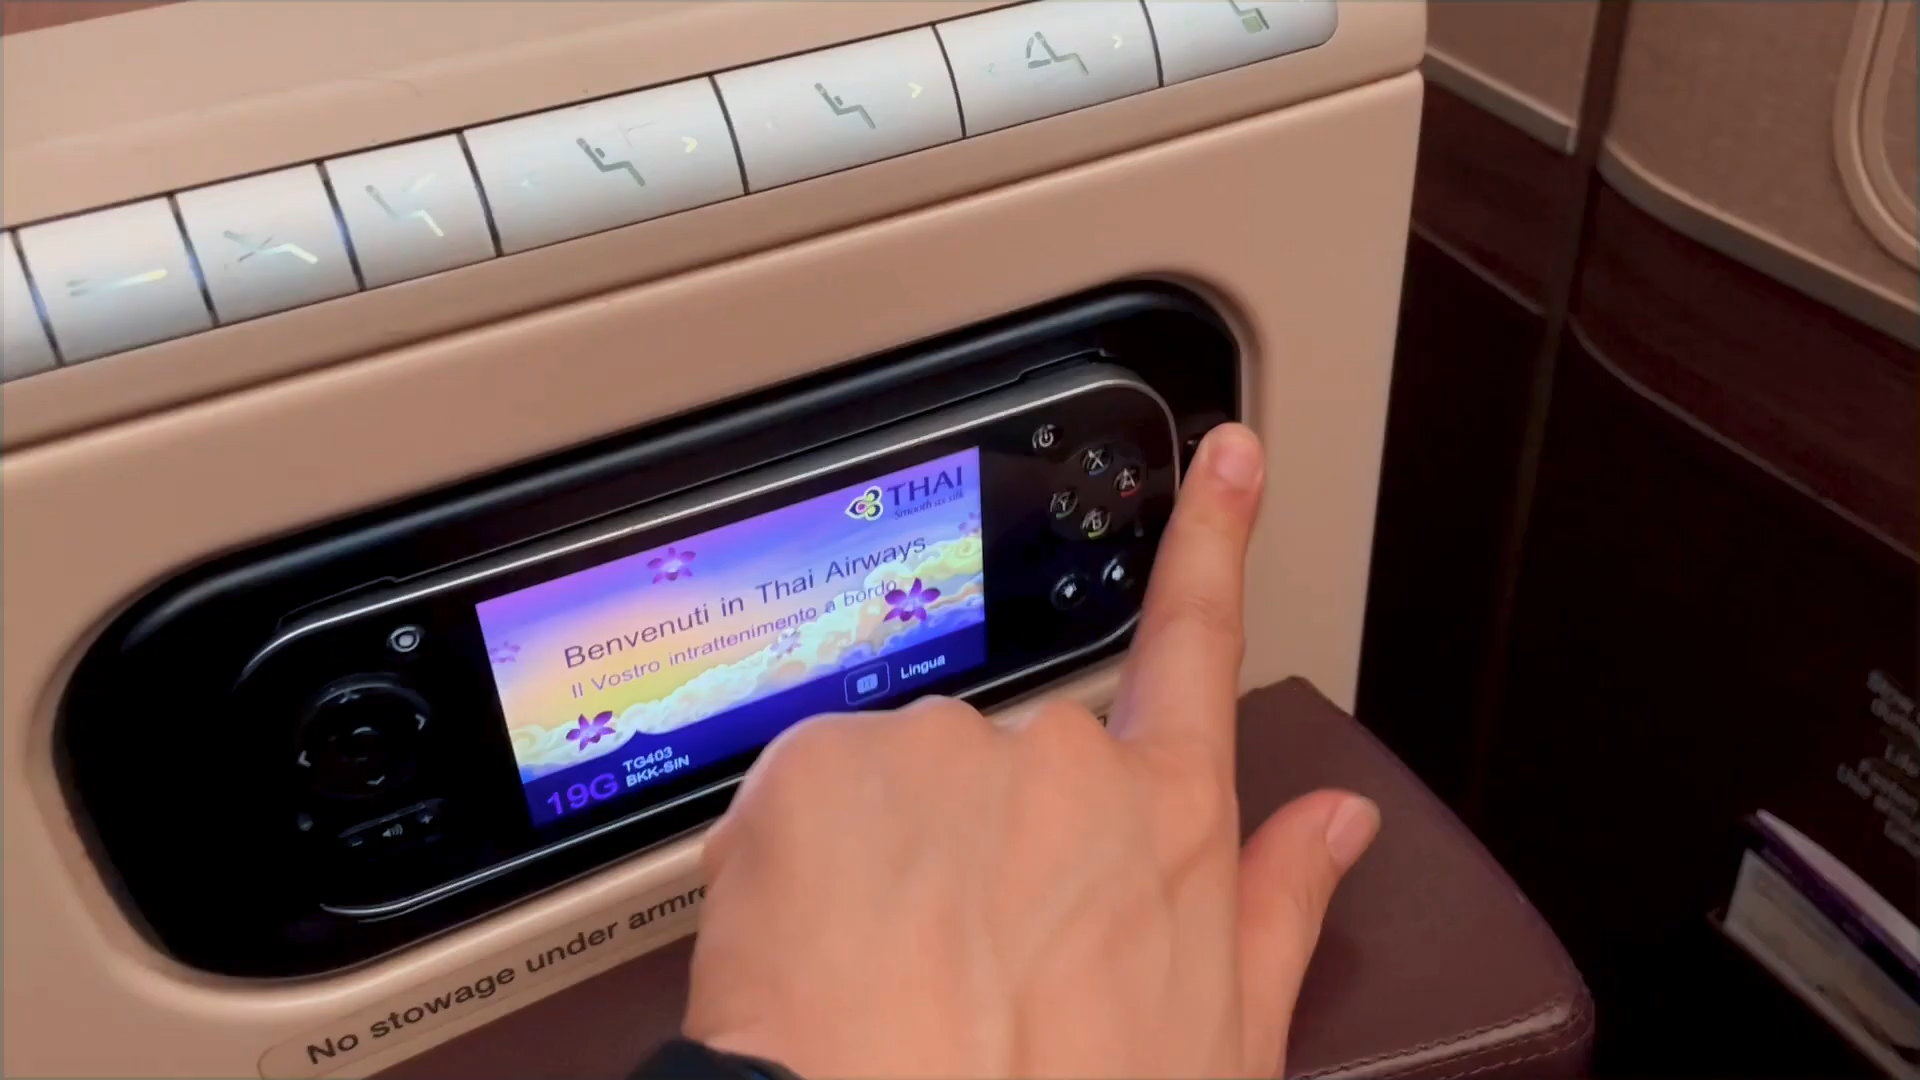 THAI
Smooth as silk
Benvenuti in Thai Airways
Il Vostro intrattenimento a bordo
Lingua
19G
TG403
BKK-SIN
X
A
Y
B
No stowage under